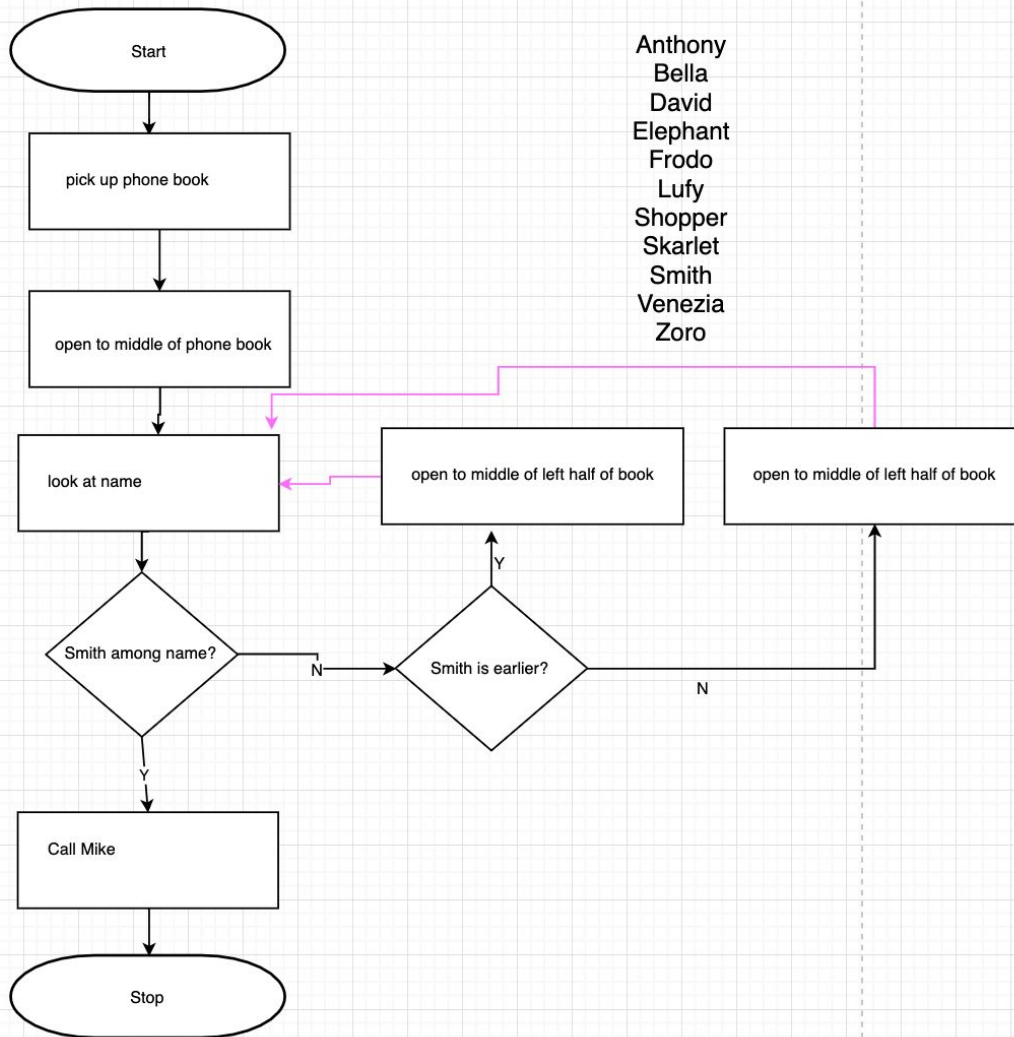 Start
pick up phone book
open to middle of phone book
look at name
Smith among name?
N
Y
Call Mike
Stop
Smith is earlier?
Y
open to middle of left half of book
N
open to middle of left half of book
Anthony
Bella
David
Elephant
Frodo
Lufy
Shopper
Skarlet
Smith
Venezia
Zoro